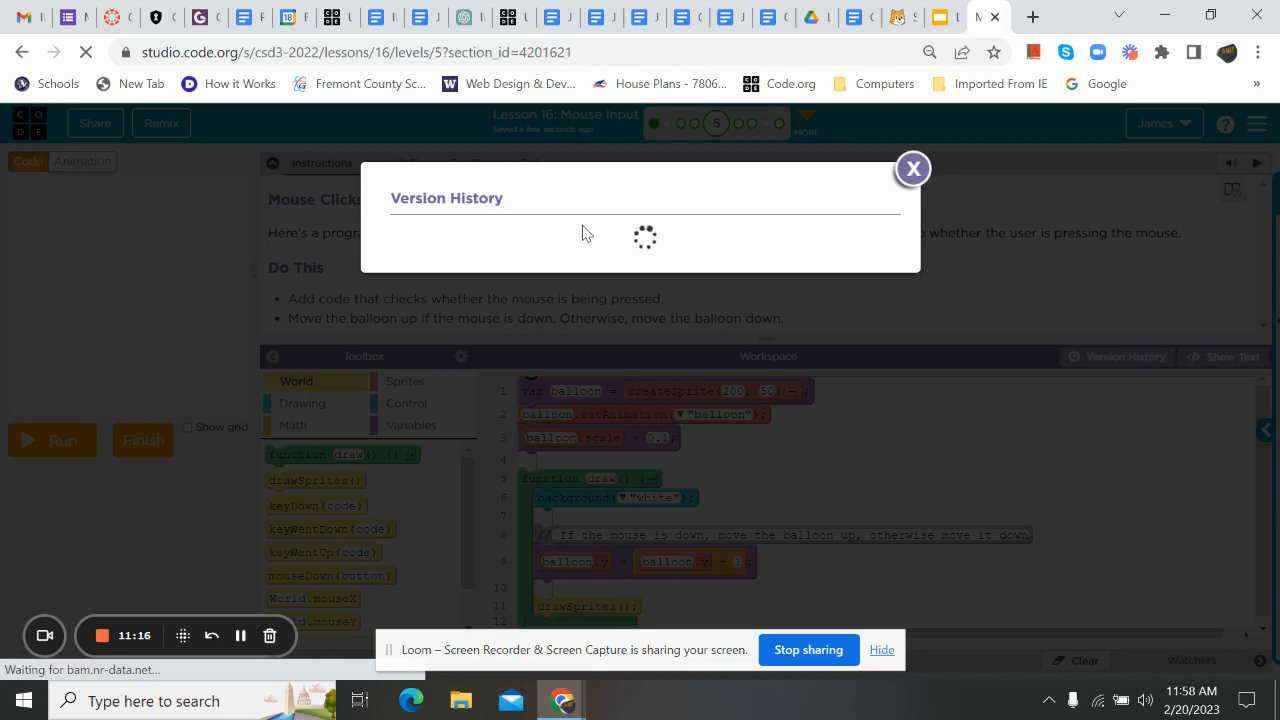 M
18
C
M
studio.code.org/s/csd3-2022/lessons/16/levels/5?section_id=4201621
Schools
New Tab
How it Works
Fremont County Sc...
Web Design & Dev...
House Plans - 7806...
Code.org
Computers
Imported From IE
Google
»
C O
D E
Share
Remix
Lesson 16: Mouse Input
Saved a few seconds ago
5
MORE
James
?
Code
Animation
Instructions
X
Version History
Mouse Clicks
Here's a progra
o whether the user is pressing the mouse.
Do This
• Add code that checks whether the mouse is being pressed.
• Move the balloon up if the mouse is down. Otherwise, move the balloon down.
Toolbox
Workspace
Version History
</> Show Text
World
Sprites
Drawing
Control
Math
Variables
Run
Finish
Show grid
function draw() {}
drawSprites()
keyDown(code)
keyWentDown(code)
keyWentUp(code)
mouseDown(button)
World.mouseX
1 var balloon = createSprite(200, 50);
2 balloon.setAnimation("balloon");
3 balloon.scale = 0.1;
4
5 function draw() {
6 background("white");
7
8 // If the mouse is down, move the balloon up, otherwise move it down
9 balloon.y = balloon.y - 1;
10
11 drawSprites();
12 }
Clear
Watchers
11:16
Loom – Screen Recorder & Screen Capture is sharing your screen.
Stop sharing
Hide
Waiting for bam.nr-data.net...
Type here to search
11:58 AM
2/20/2023